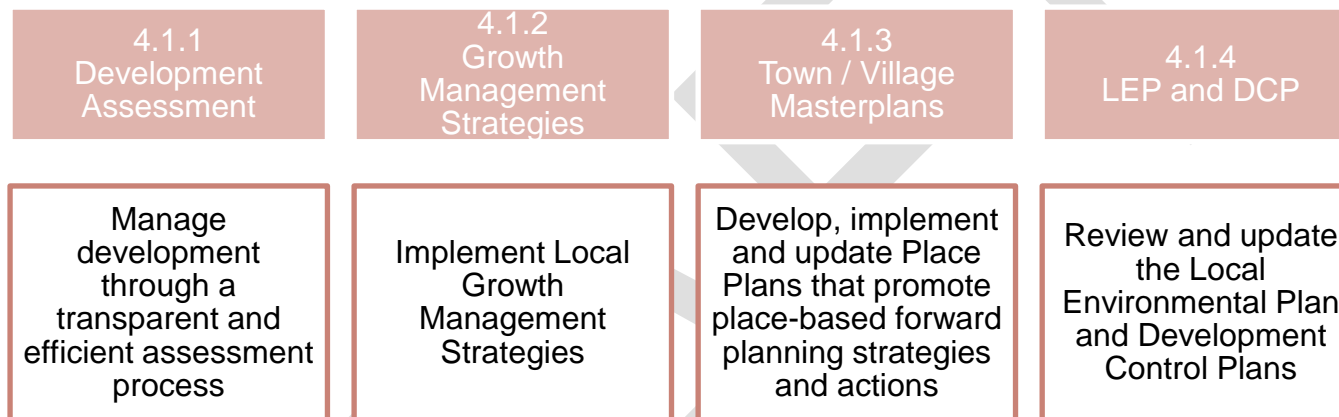 4.1.1
Development
Assessment
4.1.2
Growth
Management
Strategies
4.1.3
Town / Village
Masterplans
4.1.4
LEP and DCP
Manage
development
through a
transparent and
efficient assessment
process
Implement Local
Growth
Management
Strategies
Develop, implement
and update Place
Plans that promote
place-based forward
planning strategies
and actions
Review and update
the Local
Environmental Plan
and Development
Control Plans